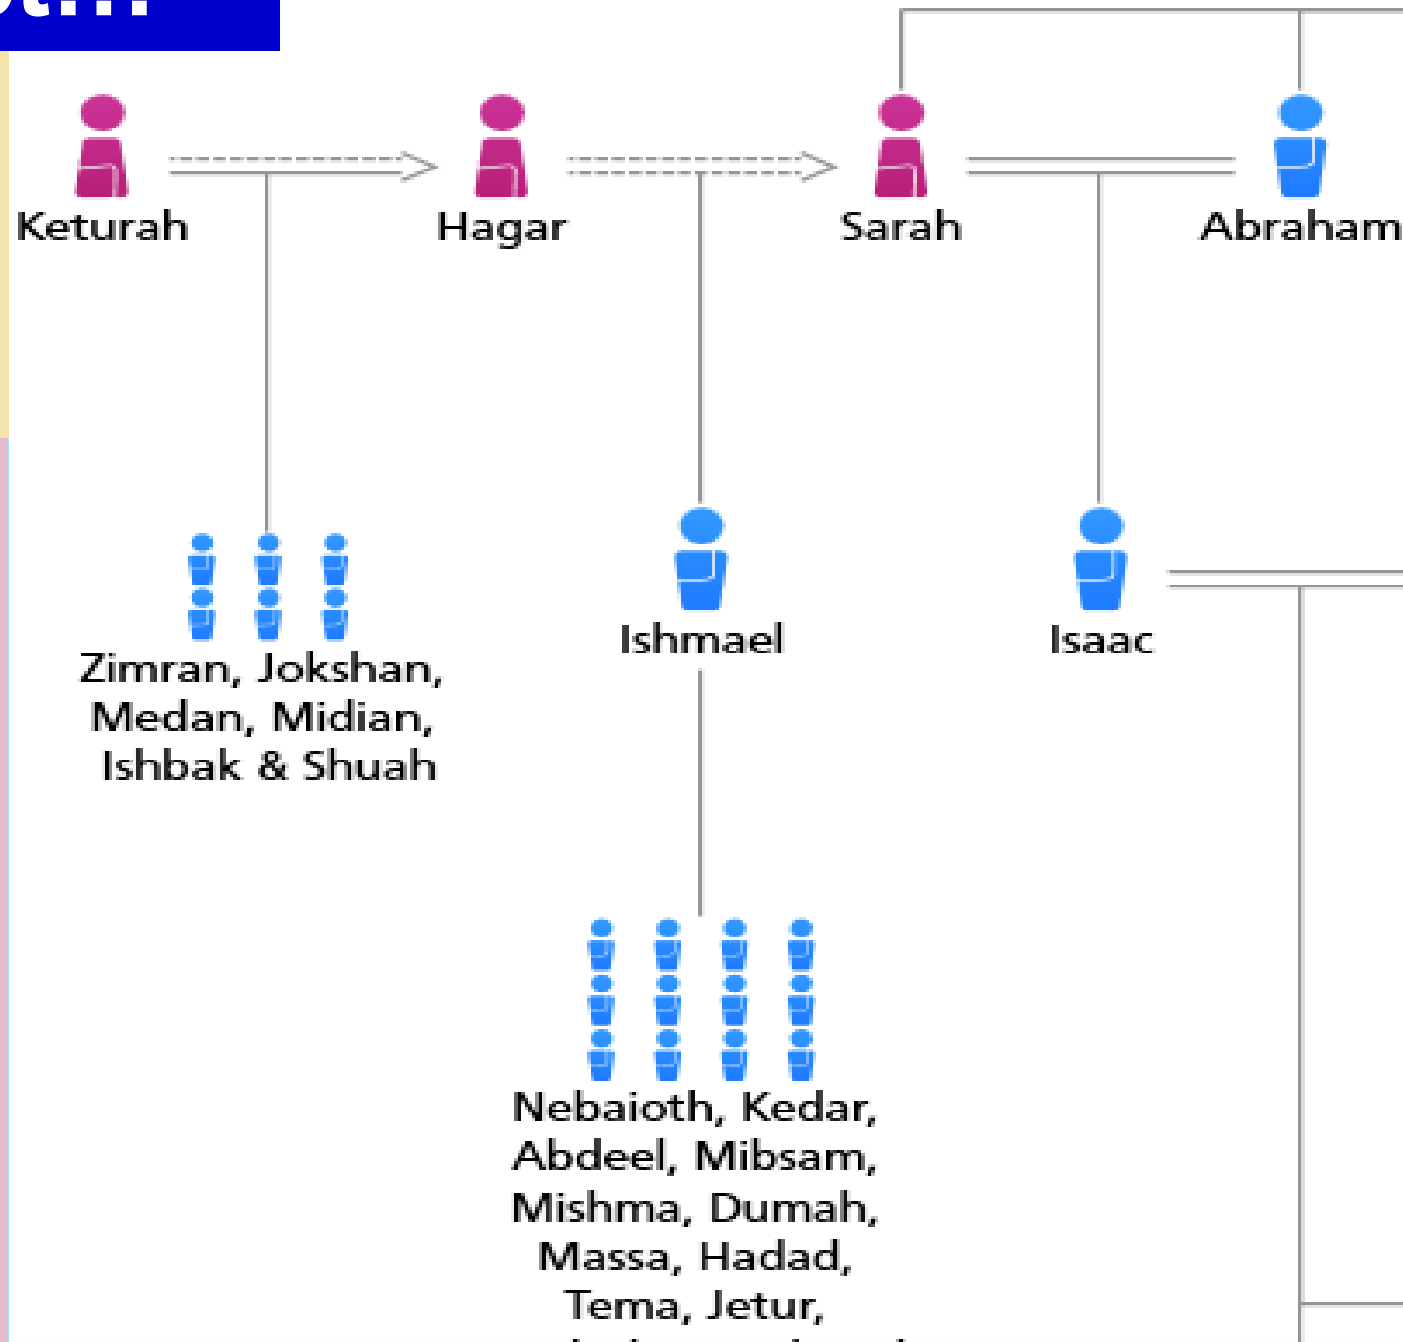 Keturah
Hagar
Sarah
Abraham
Ishmael
Isaac
Zimran, Jokshan,
Medan, Midian,
Ishbak & Shuah
Nebaioth, Kedar,
Abdeel, Mibsam,
Mishma, Dumah,
Massa, Hadad,
Tema, Jetur,